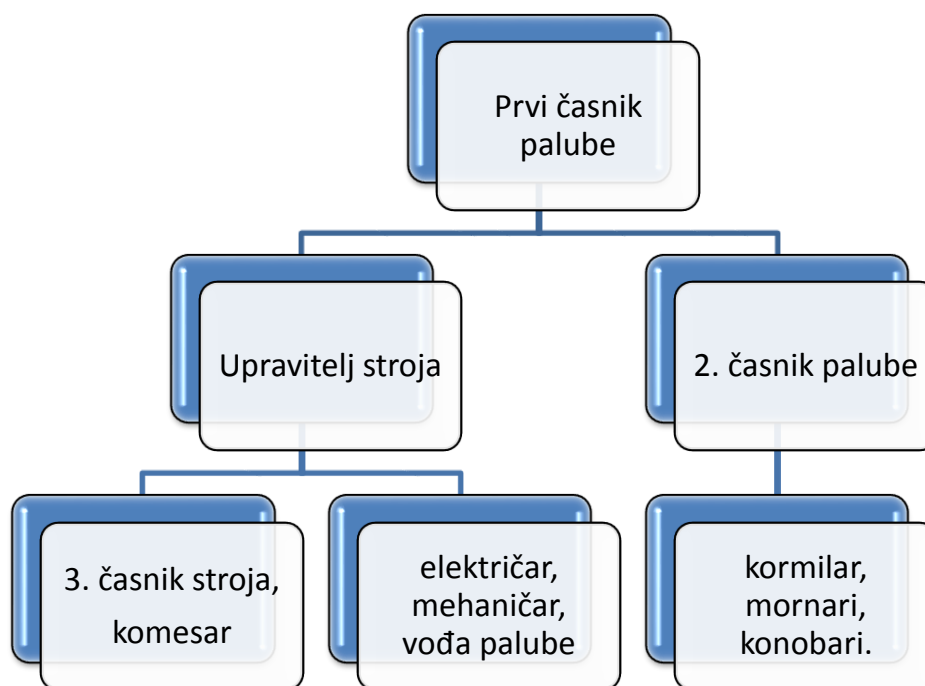 Prvi časnik
palube
Upravitelj stroja
2. časnik palube
3. časnik stroja,
komesar
električar,
mehaničar,
vođa palube
kormilar,
mornari,
konobari.